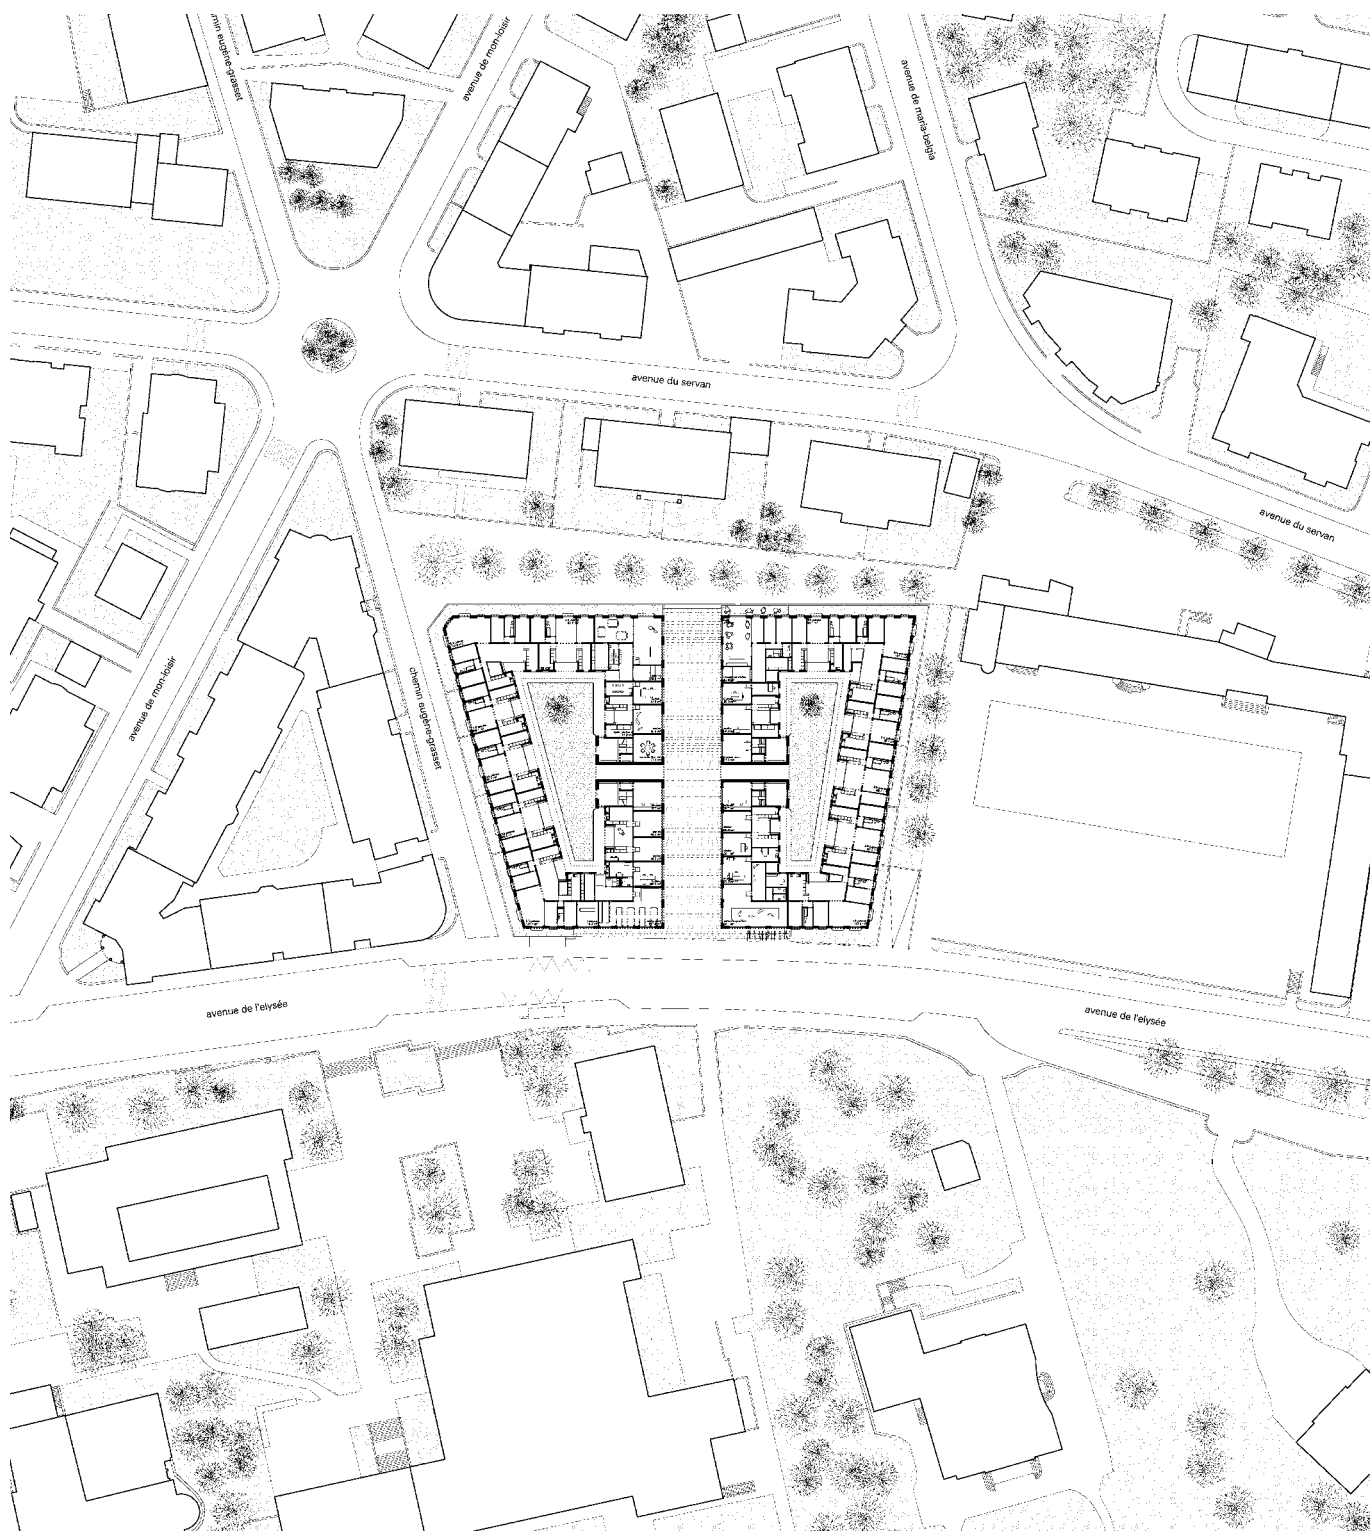 chemin eugène-grasset
avenue de mon-loisir
avenue de maria-belgia
avenue du servan
avenue du servan
avenue de mon-loisir
chemin eugène-grasset
avenue de l'elysée
avenue de l'elysée